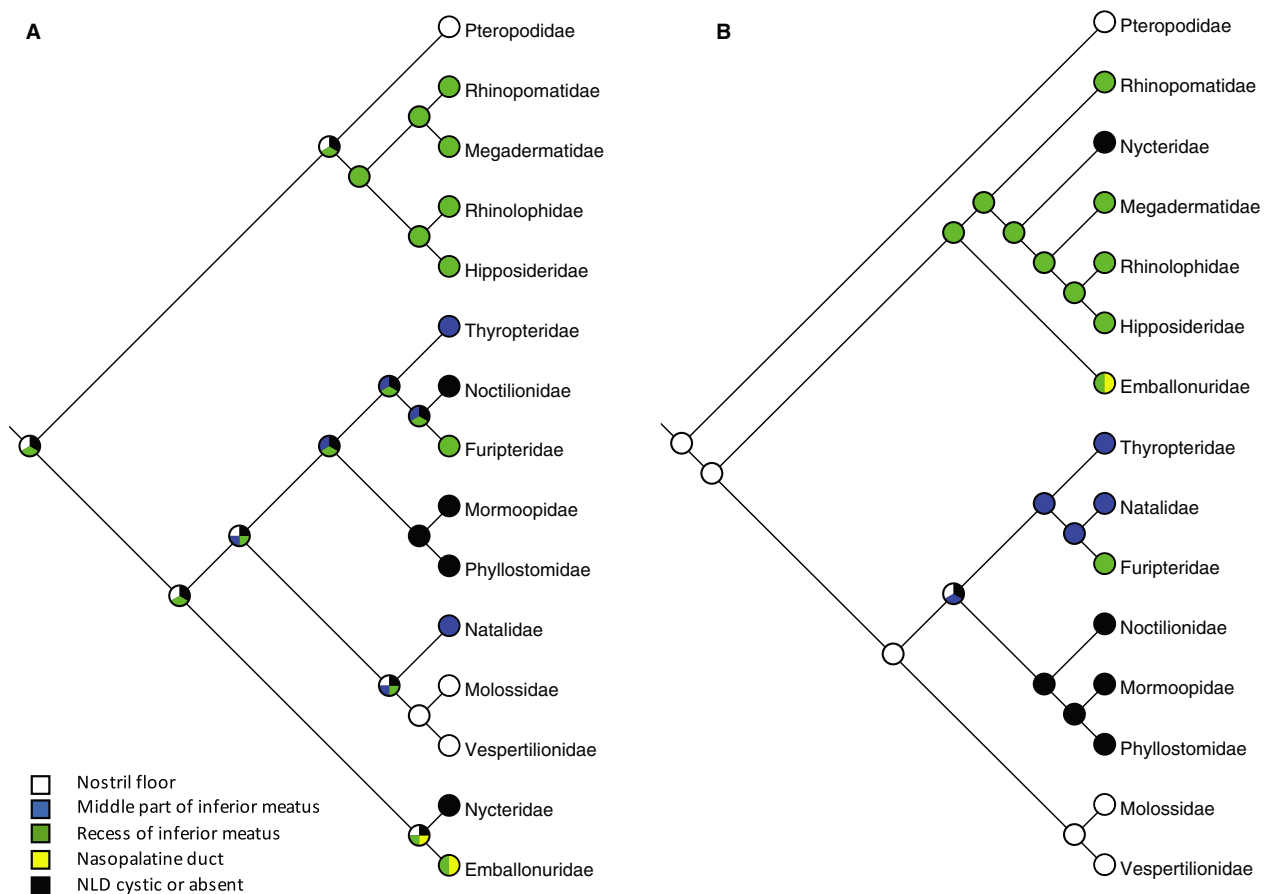 A
Pteropodidae
Rhinopomatidae
Megadermatidae
Rhinolophidae
Hipposideridae
Thyropteridae
Noctilionidae
Furipteridae
Mormoopidae
Phyllostomidae
Natalidae
Molossidae
Vespertilionidae
Nycteridae
Emballonuridae
Nostril floor
Middle part of inferior meatus
Recess of inferior meatus
Nasopalatine duct
NLD cystic or absent
B
Pteropodidae
Rhinopomatidae
Nycteridae
Megadermatidae
Rhinolophidae
Hipposideridae
Emballonuridae
Thyropteridae
Natalidae
Furipteridae
Noctilionidae
Mormoopidae
Phyllostomidae
Molossidae
Vespertilionidae